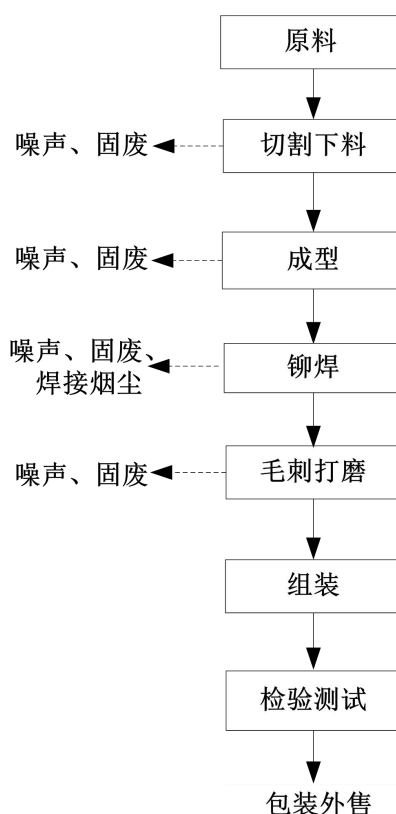 原料
噪声、固废
切割下料
噪声、固废
成型
噪声、固废、
焊接烟尘
铆焊
噪声、固废
毛刺打磨
组装
检验测试
包装外售